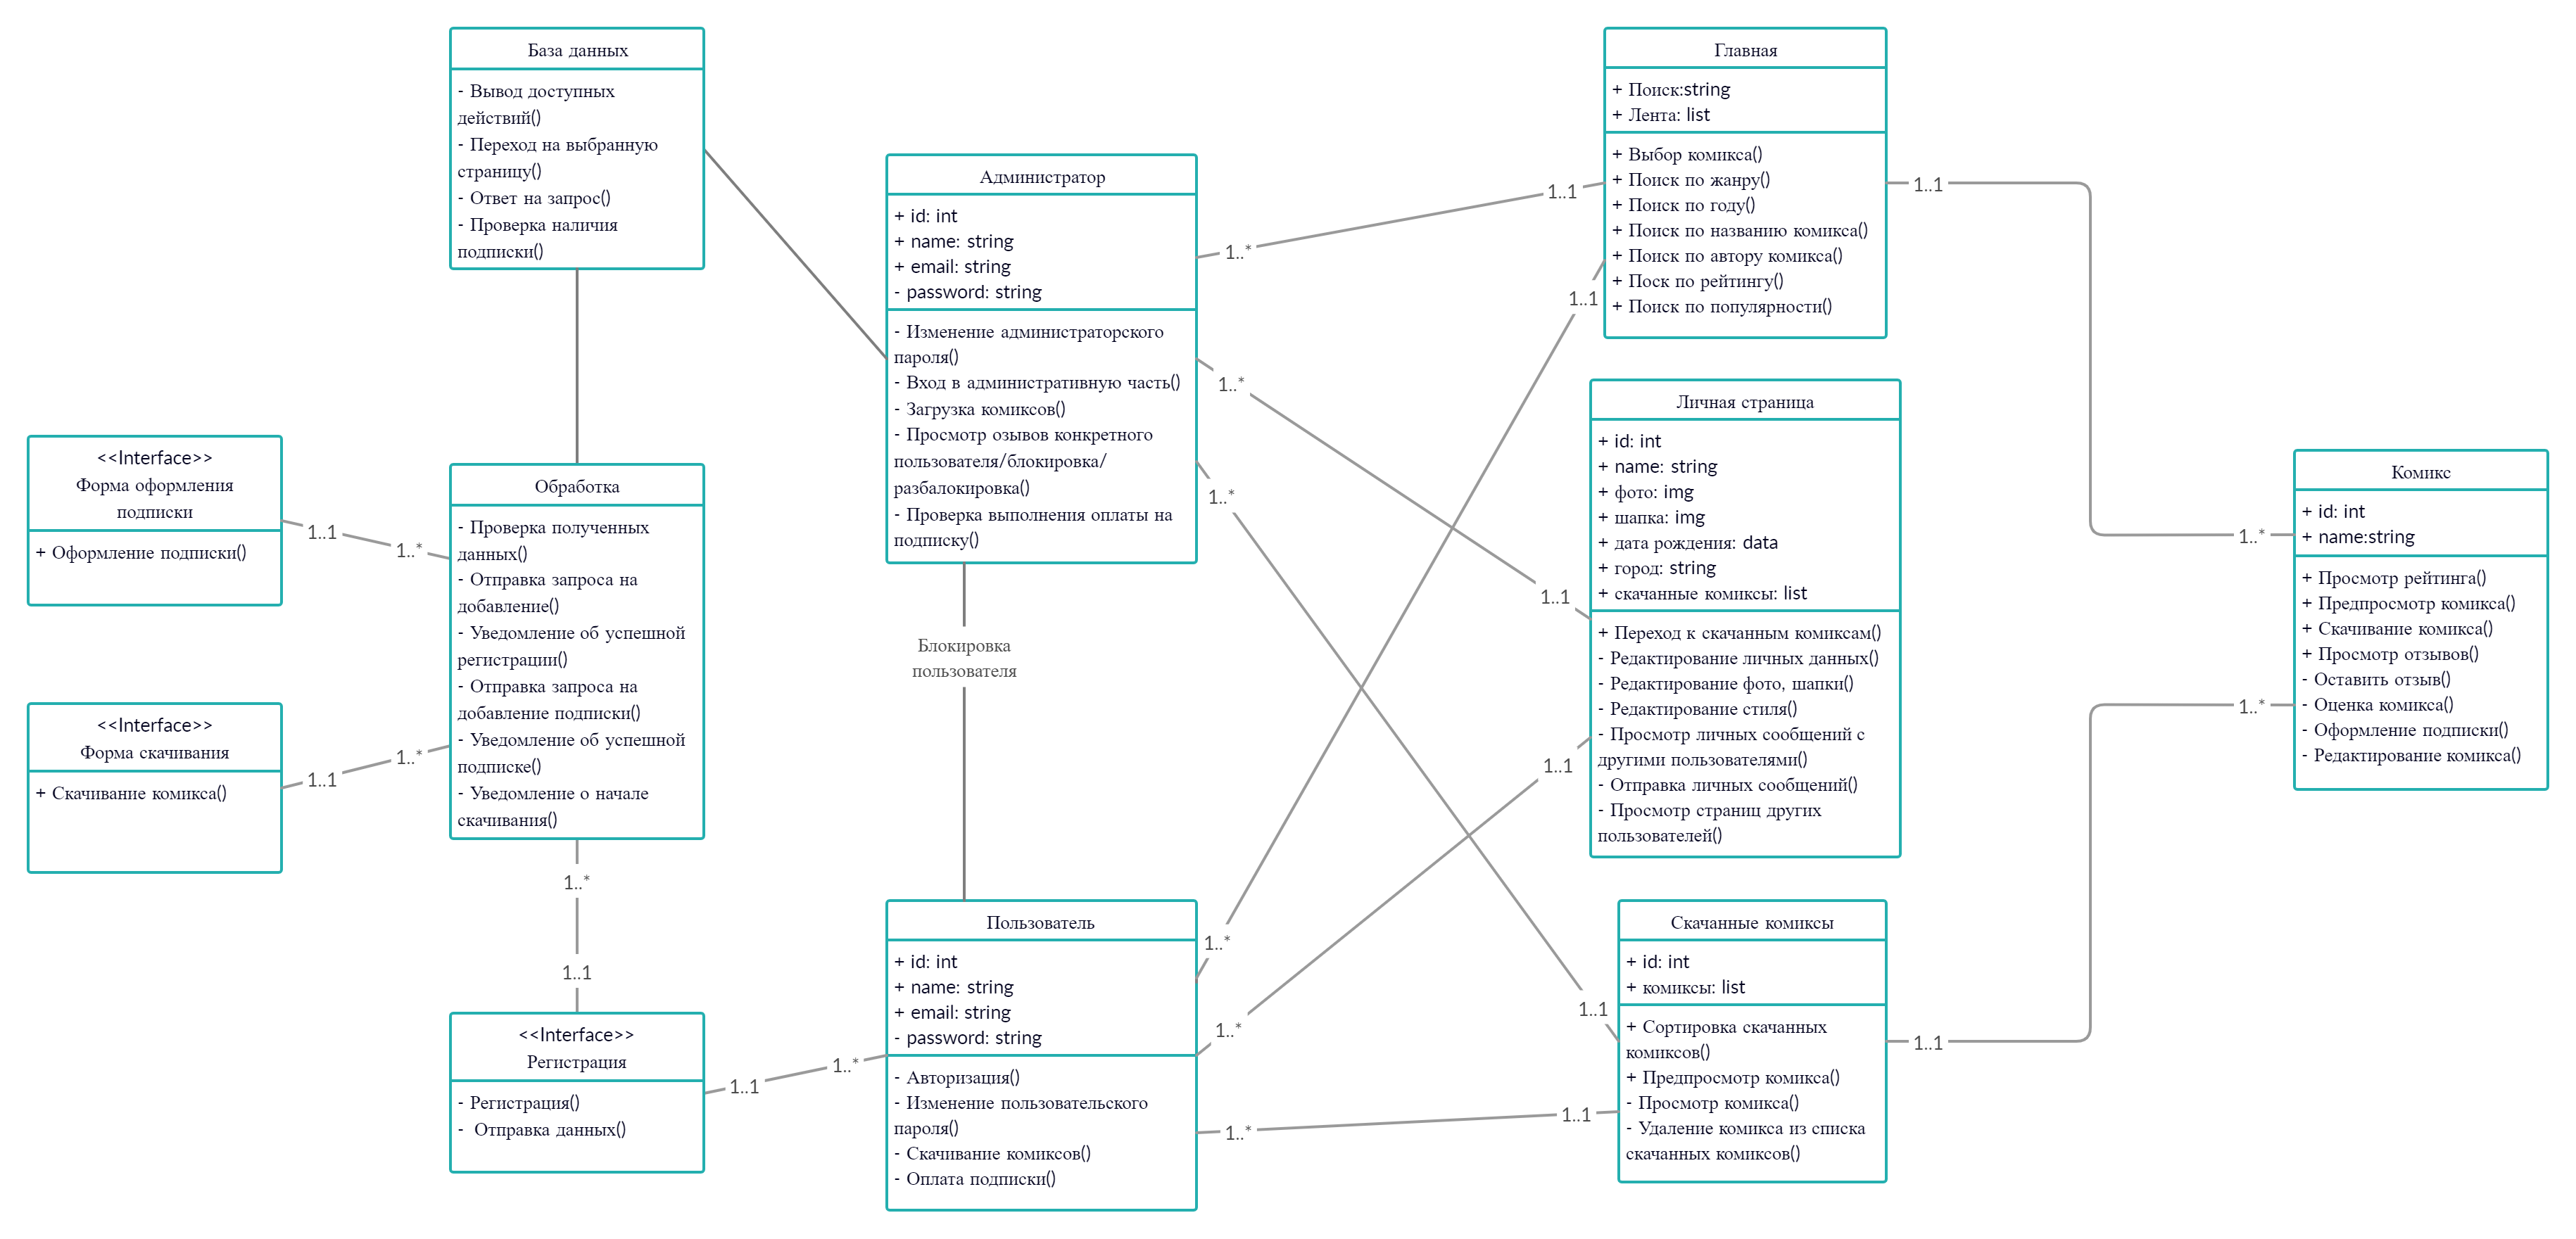 База данных
- Вывод доступных
действий()
- Переход на выбранную
страницу()
- Ответ на запрос()
- Проверка наличия
подписки()
<<Interface>>
Форма оформления
подписки
+ Оформление подписки()
1..1
1..*
<<Interface>>
Форма скачивания
+ Скачивание комикса()
1..1
1..*
Обработка
- Проверка полученных
данных()
- Отправка запроса на
добавление()
- Уведомление об успешной
регистрации()
- Отправка запроса на
добавление подписки()
- Уведомление об успешной
подписке()
- Уведомление о начале
скачивания()
1..*
1..1
<<Interface>>
Регистрация
- Регистрация()
- Отправка данных()
1..1
1..*
Администратор
+ id: int
+ name: string
+ email: string
- password: string
- Изменение администраторского
пароля()
- Вход в административную часть()
- Загрузка комиксов()
- Просмотр озывов конкретного
пользователя/блокировка/
разбалокировка()
- Проверка выполнения оплаты на
подписку()
Блокировка
пользователя
Пользователь
+ id: int
+ name: string
+ email: string
- password: string
- Авторизация()
- Изменение пользовательского
пароля()
- Скачивание комиксов()
- Оплата подписки()
1..*
1..1
1..*
1..1
1..*
1..1
1..*
1..1
1..*
1..1
1..*
1..1
Главная
+ Поиск:string
+ Лента: list
+ Выбор комикса()
+ Поиск по жанру()
+ Поиск по году()
+ Поиск по названию комикса()
+ Поиск по автору комикса()
+ Поск по рейтингу()
+ Поиск по популярности()
Личная страница
+ id: int
+ name: string
+ фото: img
+ шапка: img
+ дата рождения: data
+ город: string
+ скачанные комиксы: list
+ Переход к скачанным комиксам()
- Редактирование личных данных()
- Редактирование фото, шапки()
- Редактирование стиля()
- Просмотр личных сообщений с
другими пользователями()
- Отправка личных сообщений()
- Просмотр страниц других
пользователей()
Скачанные комиксы
+ id: int
+ комиксы: list
+ Сортировка скачанных
комиксов()
+ Предпросмотр комикса()
- Просмотр комикса()
- Удаление комикса из списка
скачанных комиксов()
1..1
1..*
1..1
1..*
Комикс
+ id: int
+ name:string
+ Просмотр рейтинга()
+ Предпросмотр комикса()
+ Скачивание комикса()
+ Просмотр отзывов()
- Оставить отзыв()
- Оценка комикса()
- Оформление подписки()
- Редактирование комикса()